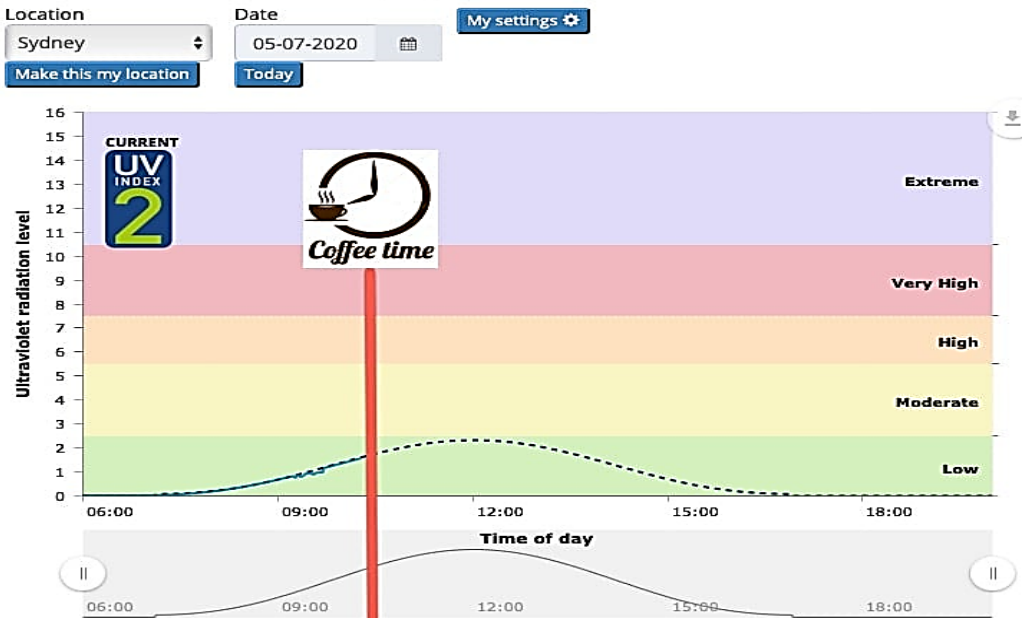 Location
Date
My settings
Sydney
05-07-2020
Make this my location
Today
16
15
14
13
12
11
10
9
8
7
6
5
4
3
2
1
0
Ultraviolet radiation level
CURRENT
UV
INDEX
2
Coffee time
Extreme
Very High
High
Moderate
Low
06:00 09:00 12:00 15:00 18:00
Time of day
06:00 09:00 12:00 15:00 18:00